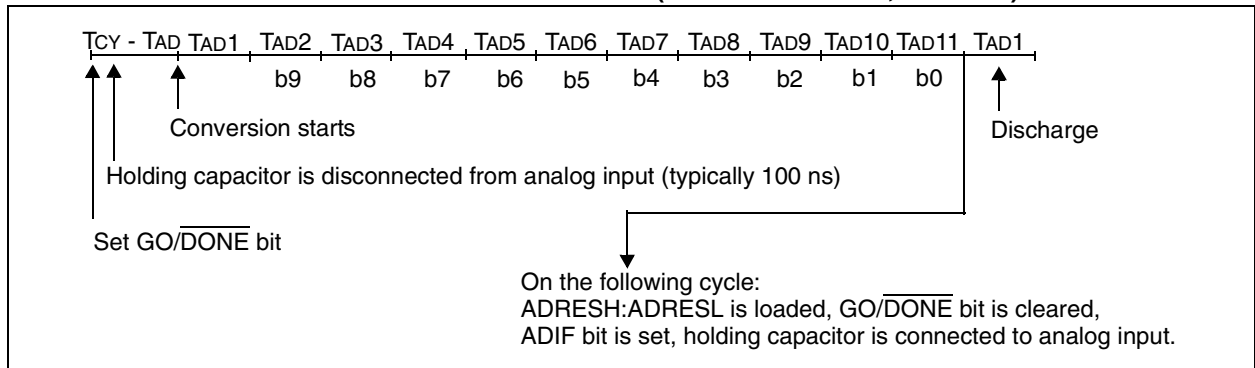 TCY - TAD TAD1 TAD2 TAD3 TAD4 TAD5 TAD6 TAD7 TAD8 TAD9 TAD10 TAD11 TAD1
b9 b8 b7 b6 b5 b4 b3 b2 b1 b0
Conversion starts
Discharge
Holding capacitor is disconnected from analog input (typically 100 ns)
Set GO/DONE bit
On the following cycle:
ADRESH:ADRESL is loaded, GO/DONE bit is cleared,
ADIF bit is set, holding capacitor is connected to analog input.